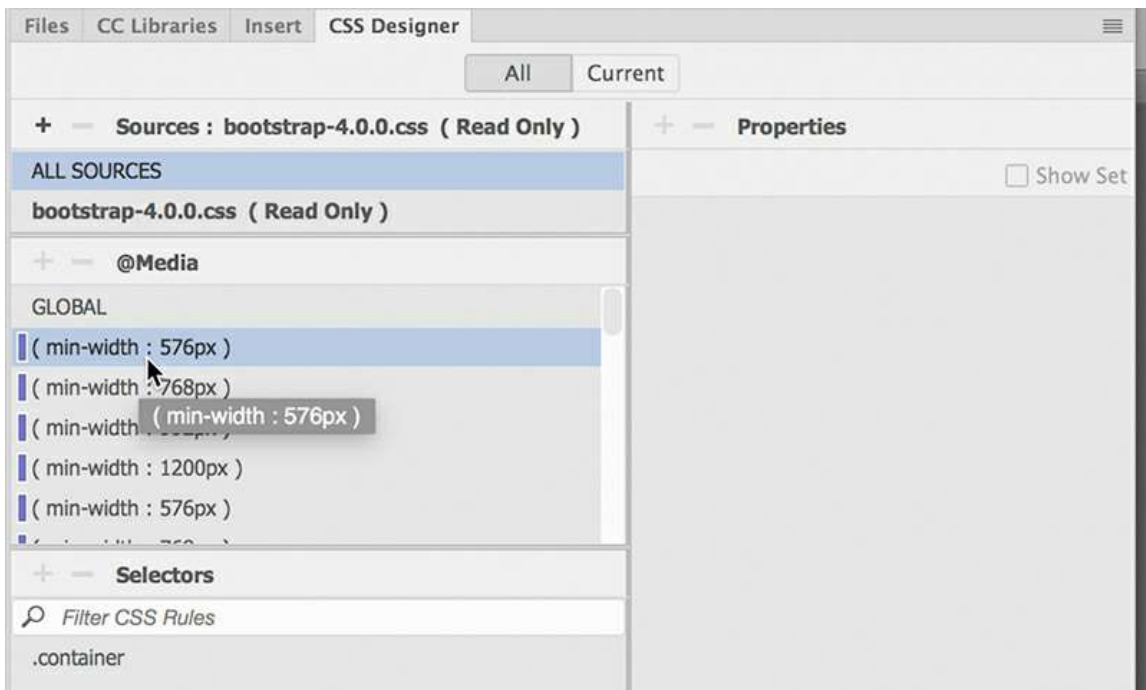 Files CC Libraries Insert CSS Designer
All Current
+ − Sources : bootstrap-4.0.0.css ( Read Only )
ALL SOURCES
bootstrap-4.0.0.css ( Read Only )
+ − @Media
GLOBAL
( min-width : 576px )
( min-width : 768px )
( min-width : 576px )
( min-width
( min-width : 1200px )
( min-width : 576px )
+ − Selectors
Filter CSS Rules
.container
+ − Properties
Show Set